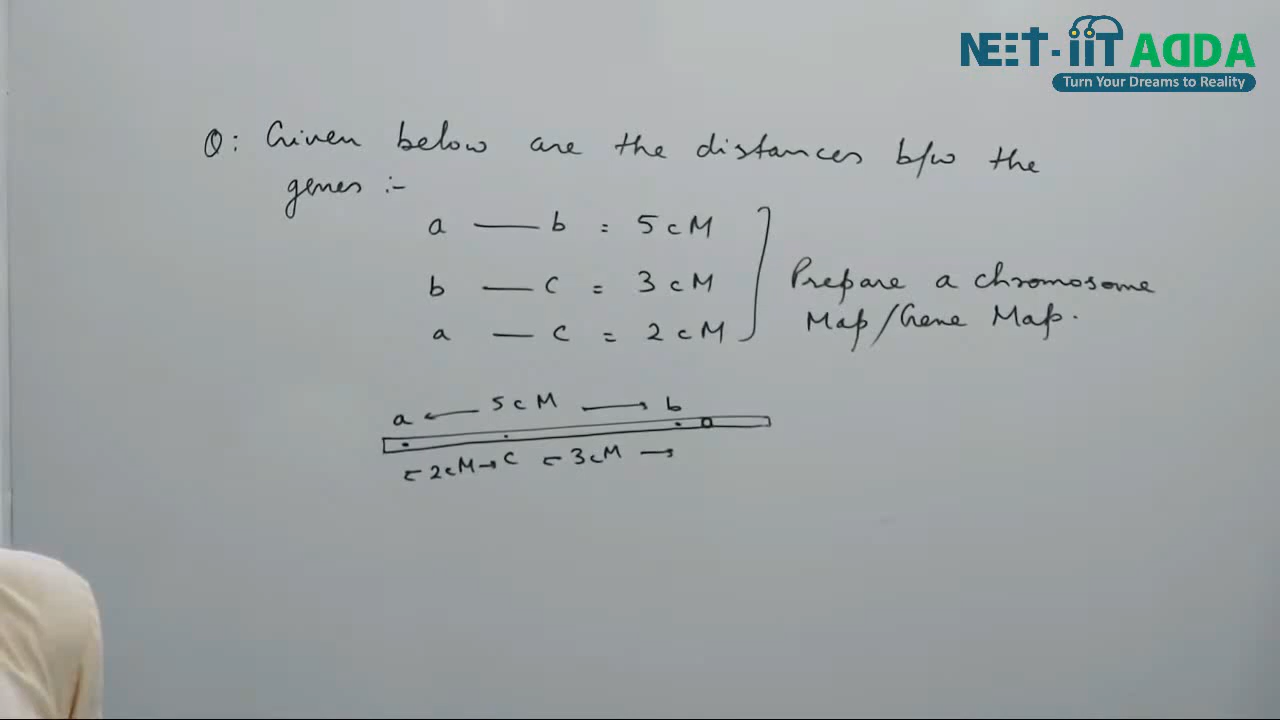 NEET-iiT ADDA
Turn Your Dreams to Reality
Q: Given below are the distances b/w the
genes :-
a — b = 5 cM
b — c = 3 cM
a — c = 2 cM
Prepare a chromosome
Map/Gene Map.
a ← 5 cM → b
← 2cM → c ← 3cM →